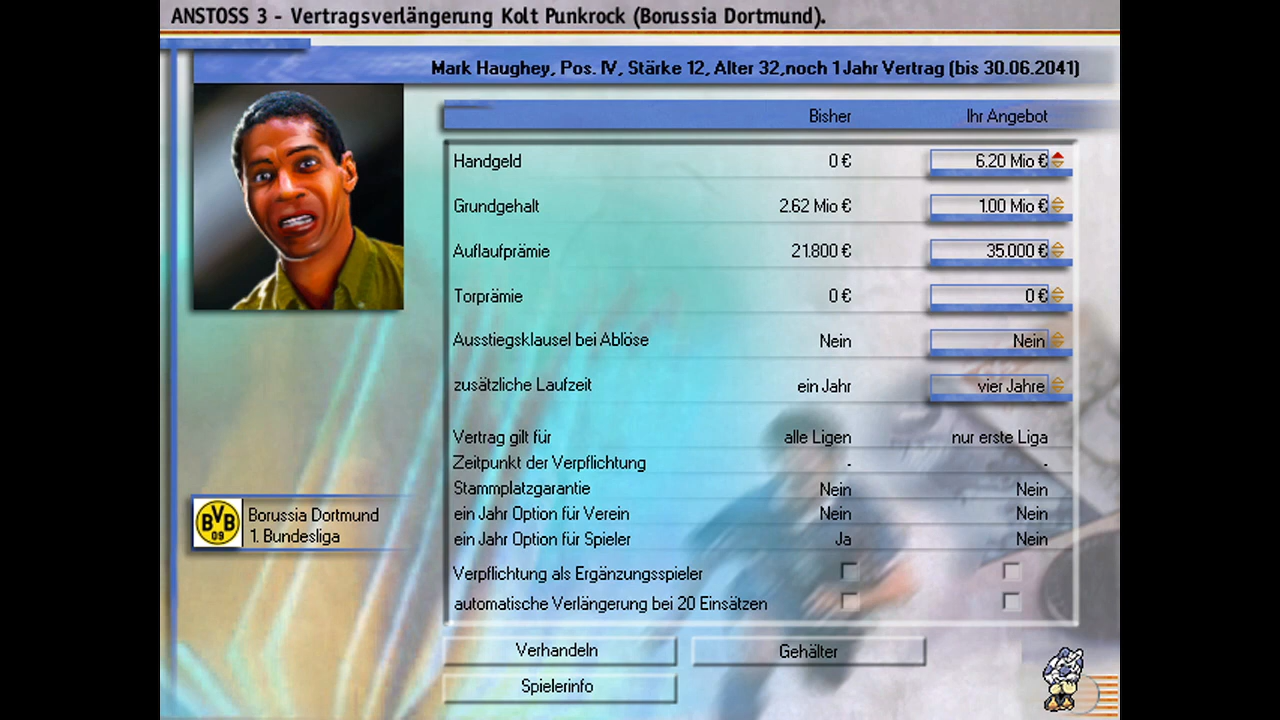 ANSTOSS 3 - Vertragsverlängerung Kolt Punkrock (Borussia Dortmund).
Mark Haughey, Pos. IV, Stärke 12, Alter 32,noch 1 Jahr Vertrag (bis 30.06.2041)
Bisher Ihr Angebot
Handgeld 0 € 6.20 Mio €
Grundgehalt 2.62 Mio € 1.00 Mio €
Auflaufprämie 21.800 € 35.000 €
Torprämie 0 € 0 €
Ausstiegsklausel bei Ablöse Nein Nein
zusätzliche Laufzeit ein Jahr vier Jahre
Vertrag gilt für alle Ligen nur erste Liga
Zeitpunkt der Verpflichtung - -
Stammplatzgarantie Nein Nein
ein Jahr Option für Verein Nein Nein
ein Jahr Option für Spieler Ja Nein
Verpflichtung als Ergänzungsspieler
automatische Verlängerung bei 20 Einsätzen
BVB 09
Borussia Dortmund
1. Bundesliga
Verhandeln Gehälter
Spielerinfo